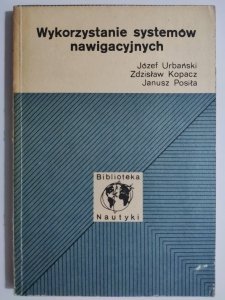 Wykorzystanie systemów
nawigacyjnych
Józef Urbański
Zdzisław Kopacz
Janusz Posiła
Biblioteka
Nautyki